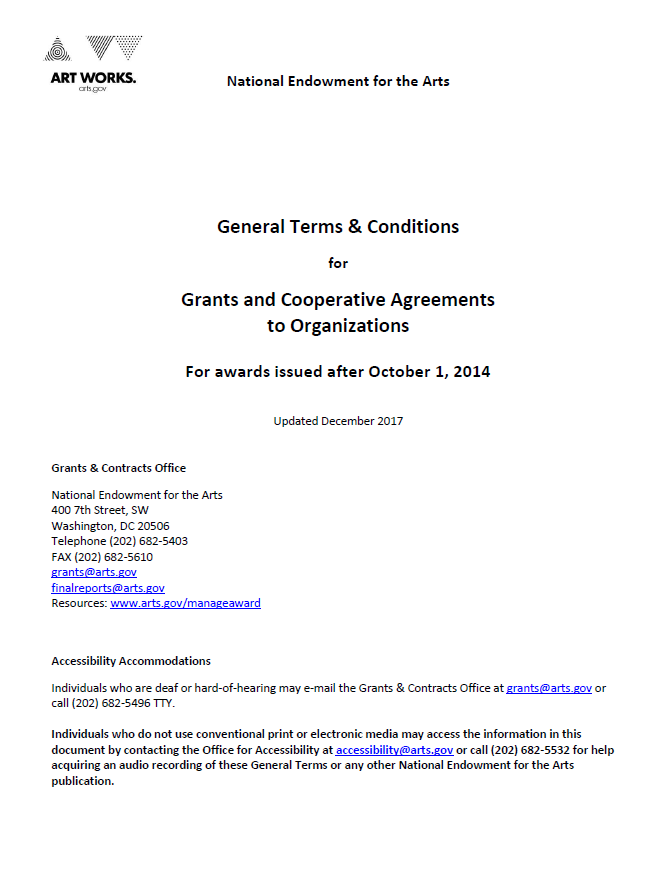 ART WORKS.
arts.gov
National Endowment for the Arts
General Terms & Conditions
for
Grants and Cooperative Agreements
to Organizations
For awards issued after October 1, 2014
Updated December 2017
Grants & Contracts Office
National Endowment for the Arts
400 7th Street, SW
Washington, DC 20506
Telephone (202) 682-5403
FAX (202) 682-5610
grants@arts.gov
finalreports@arts.gov
Resources: www.arts.gov/manageaward
Accessibility Accommodations
Individuals who are deaf or hard-of-hearing may e-mail the Grants & Contracts Office at grants@arts.gov or
call (202) 682-5496 TTY.
Individuals who do not use conventional print or electronic media may access the information in this
document by contacting the Office for Accessibility at accessibility@arts.gov or call (202) 682-5532 for help
acquiring an audio recording of these General Terms or any other National Endowment for the Arts
publication.